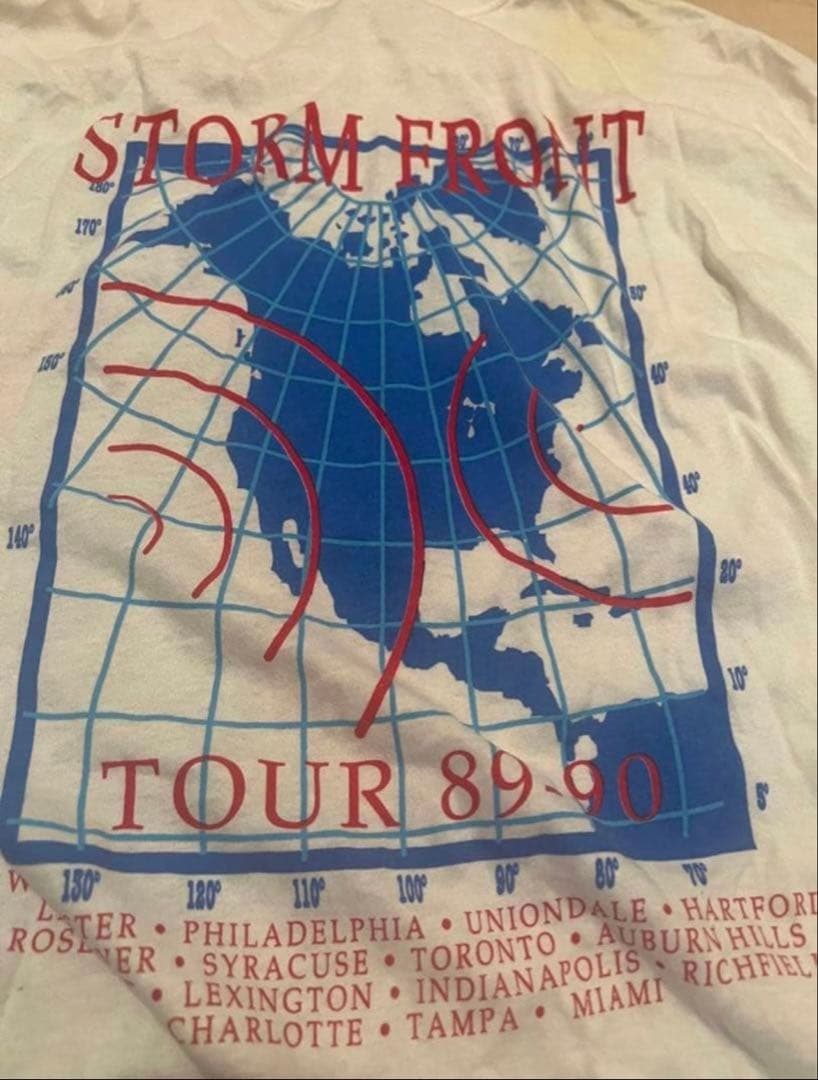 STORM FRONT
180°
170°
50°
150°
40°
40°
140°
20°
10°
5°
TOUR 89-90
130° 120° 110° 100° 90° 80° 70°
PHILADELPHIA • UNIONDALE • HARTFORD
• SYRACUSE • TORONTO • AUBURN HILLS
• LEXINGTON • INDIANAPOLIS • RICHFIEL
CHARLOTTE • TAMPA • MIAMI